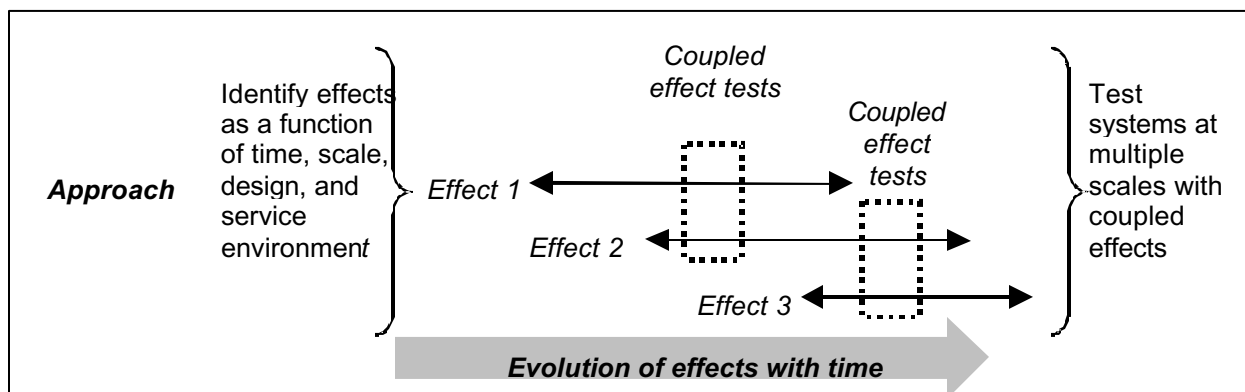 Approach
Identify effects
as a function
of time, scale,
design, and
service
environment
Coupled
effect tests
Coupled
effect
tests
Effect 1
Effect 2
Effect 3
Evolution of effects with time
Test
systems at
multiple
scales with
coupled
effects